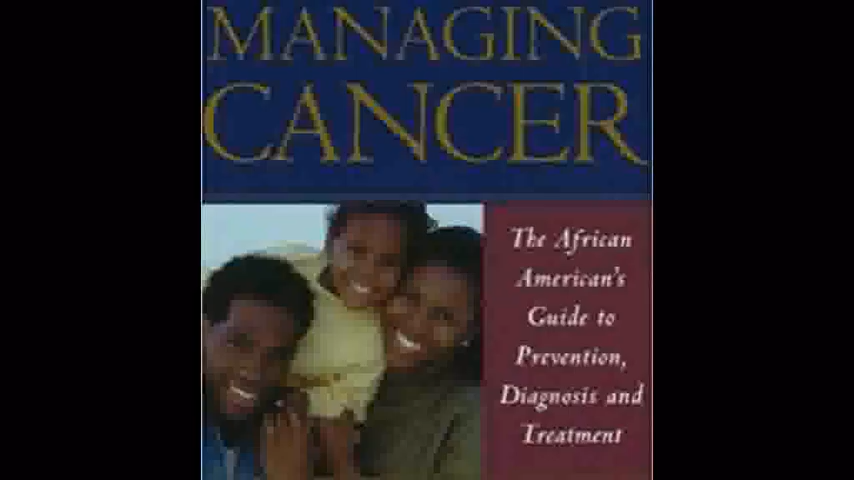 MANAGING
CANCER
The African
American's
Guide to
Prevention,
Diagnosis and
Treatment